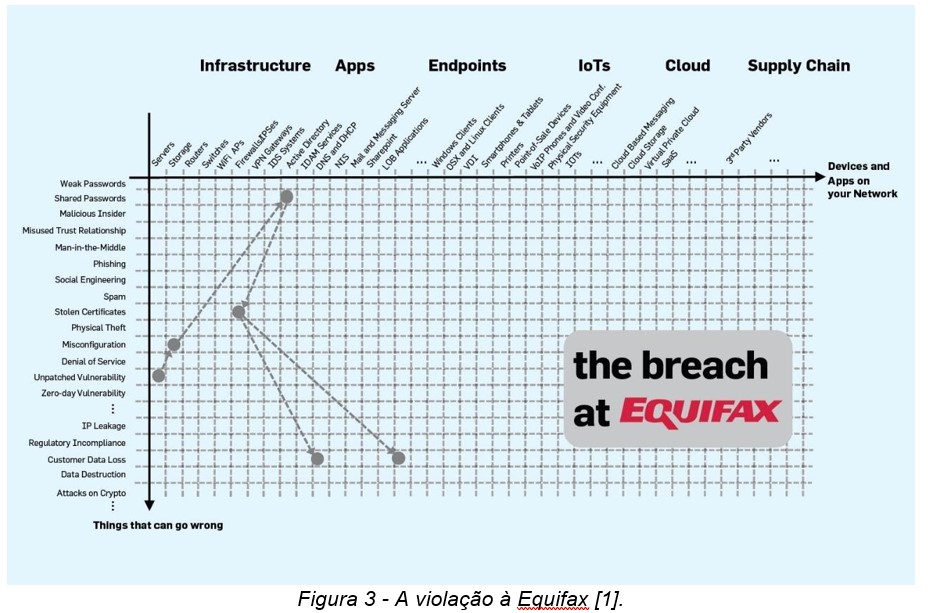 Infrastructure Apps Endpoints IoTs Cloud Supply Chain
Servers
Storage
Routers
Switches
WiFi APs
Firewalls&IPSes
VPN Gateways
IDS Systems
Active Directory
IDAM Services
DNS and DHCP
NIS
Mail and Messaging Server
Sharepoint
LOB Applications
...
Windows Clients
OSX and Linux Clients
VDI
Smartphones & Tablets
Printers
Point-of-Sale Devices
VoIP Phones and Video Conf.
Physical Security Equipment
IOTs
...
Cloud Based Messaging
Cloud Storage
Virtual Private Cloud
SaaS
...
3rd Party Vendors
...
Devices and
Apps on
your Network
Weak Passwords
Shared Passwords
Malicious Insider
Misused Trust Relationship
Man-in-the-Middle
Phishing
Social Engineering
Spam
Stolen Certificates
Physical Theft
Misconfiguration
Denial of Service
Unpatched Vulnerability
Zero-day Vulnerability
⋮
IP Leakage
Regulatory Incompliance
Customer Data Loss
Data Destruction
Attacks on Crypto
⋮
Things that can go wrong
the breach
at EQUIFAX
Figura 3 - A violação à Equifax [1].